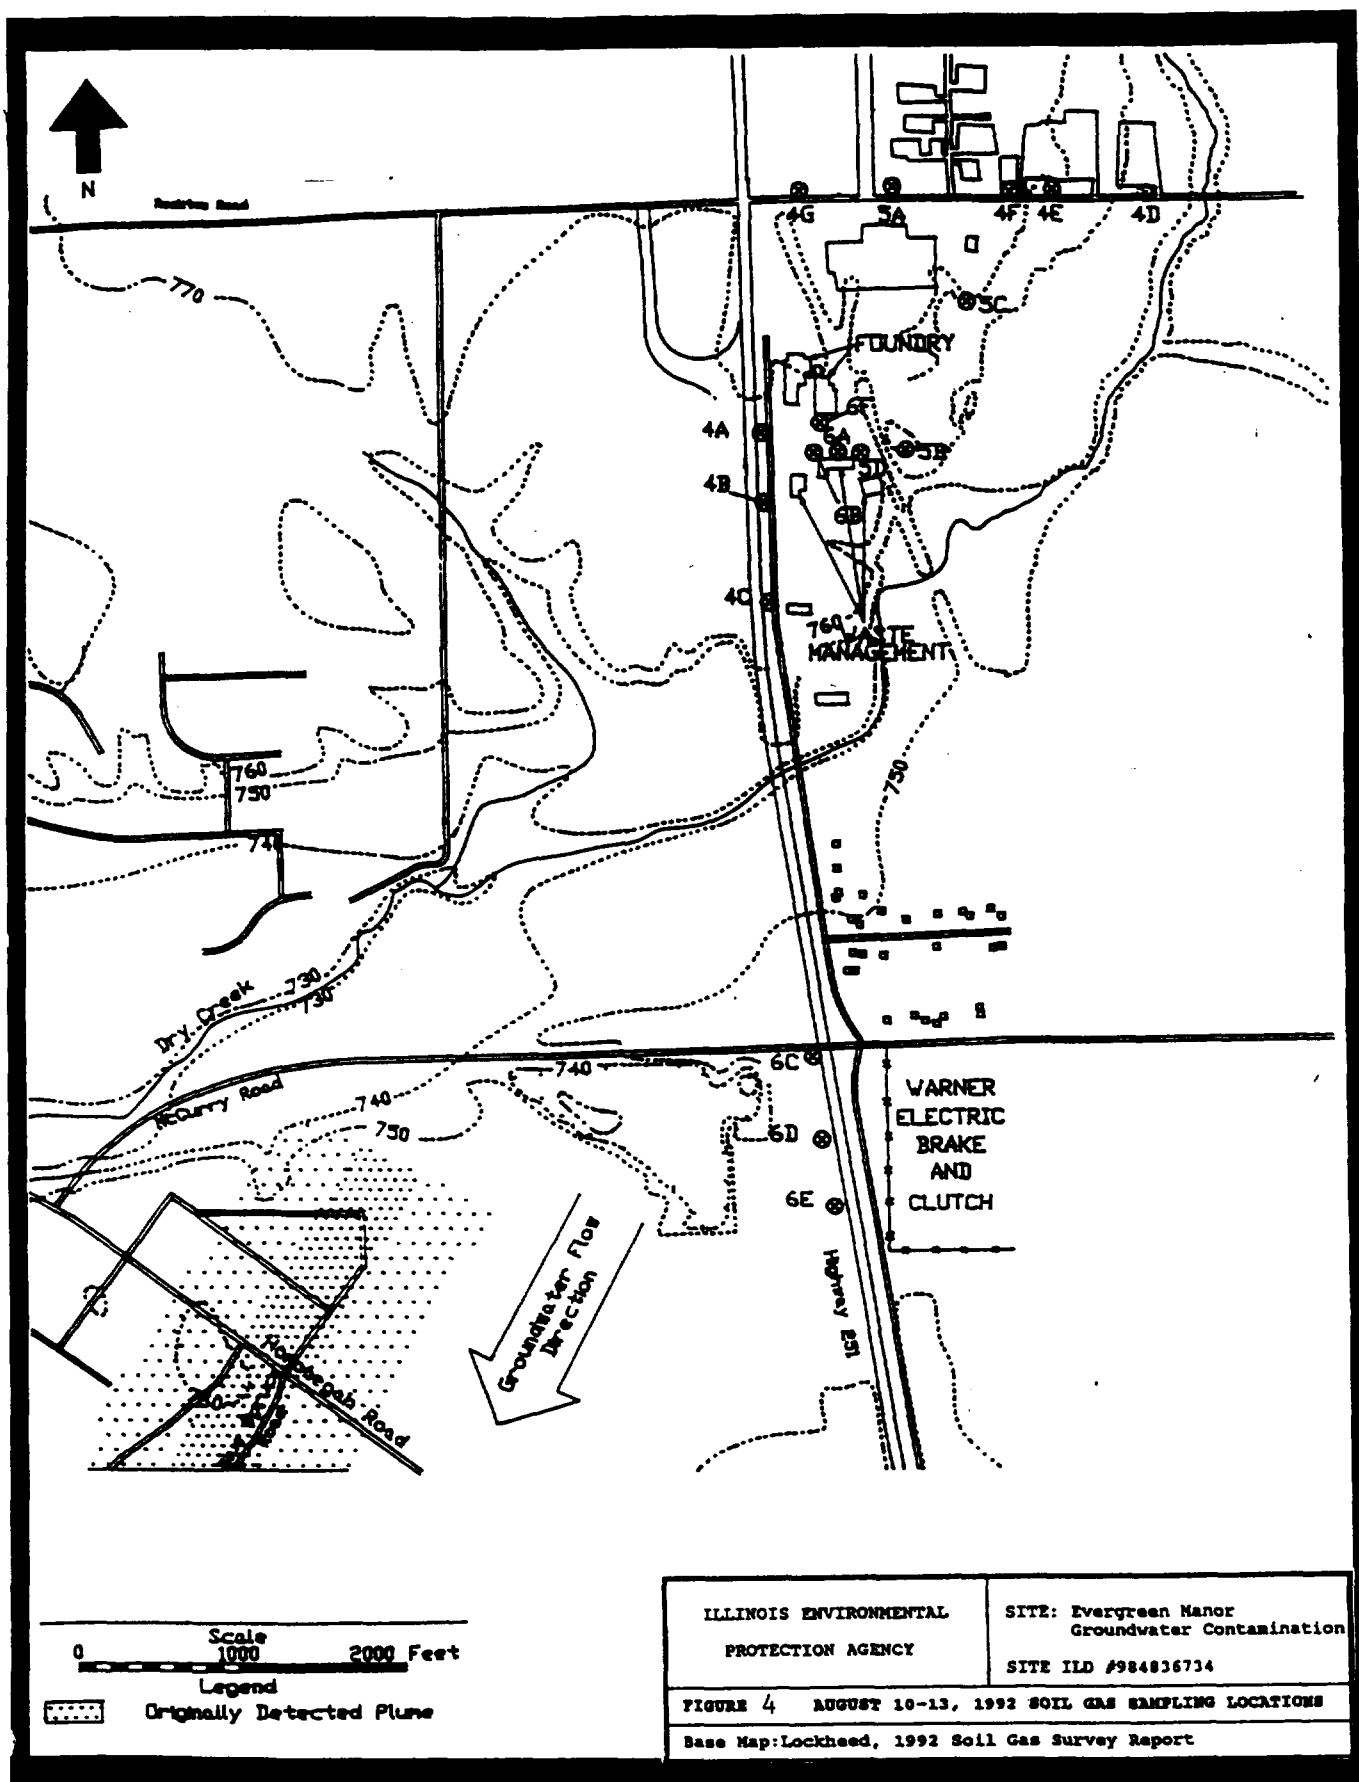 N
4G
5A
4F
4E
4D
770
5C
FOUNDRY
4A
6F
6A
5B
5D
4B
6B
4C
760
WASTE
MANAGEMENT
760
750
750
740
Dry Creek
730
730
6C
740
WARNER
ELECTRIC
BRAKE
AND
CLUTCH
McCurry Road
740
750
6D
6E
Groundwater Flow
Direction
Highway 251
Road
Road
ILLINOIS ENVIRONMENTAL
PROTECTION AGENCY
SITE: Evergreen Manor
Groundwater Contamination
SITE ILD #984836734
Scale
0 1000 2000 Feet
Legend
Originally Detected Plume
FIGURE 4 AUGUST 10-13, 1992 SOIL GAS SAMPLING LOCATIONS
Base Map:Lockheed, 1992 Soil Gas Survey Report